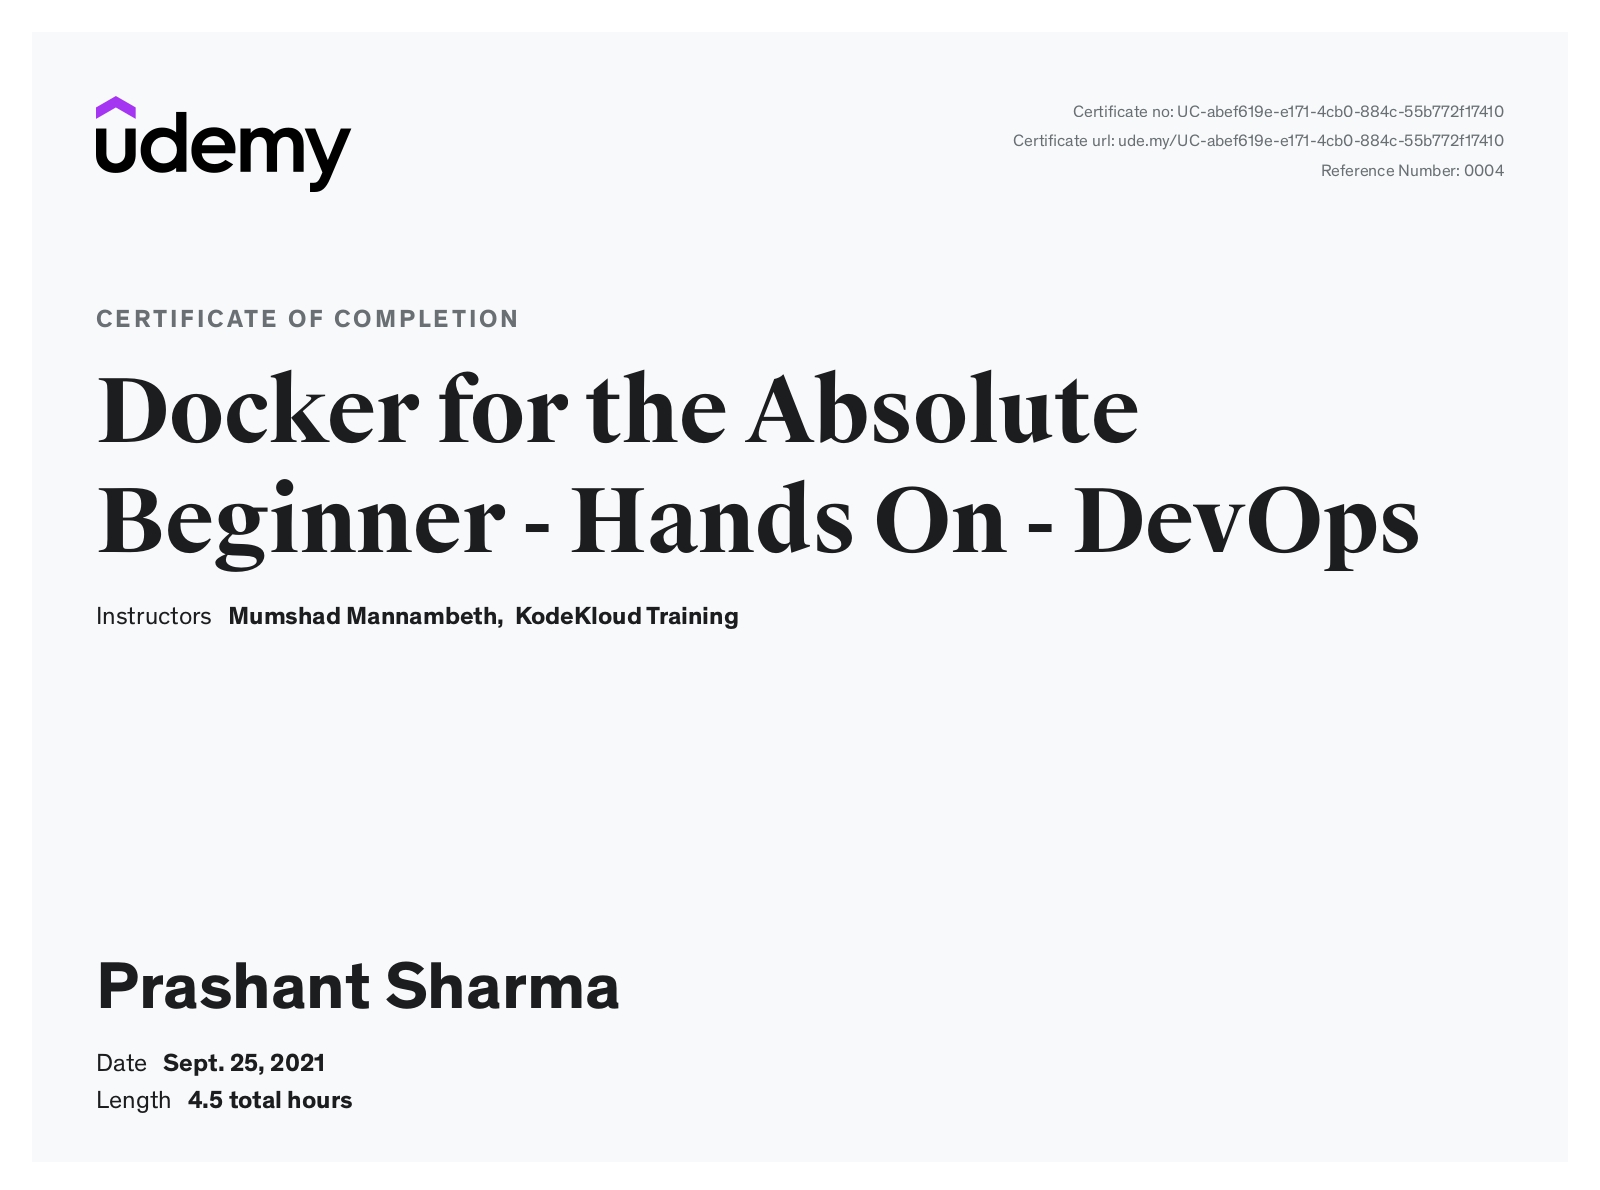 udemy
Certificate no: UC-abef619e-e171-4cb0-884c-55b772f17410
Certificate url: ude.my/UC-abef619e-e171-4cb0-884c-55b772f17410
Reference Number: 0004
CERTIFICATE OF COMPLETION
Docker for the Absolute
Beginner - Hands On - DevOps
Instructors Mumshad Mannambeth, KodeKloud Training
Prashant Sharma
Date Sept. 25, 2021
Length 4.5 total hours